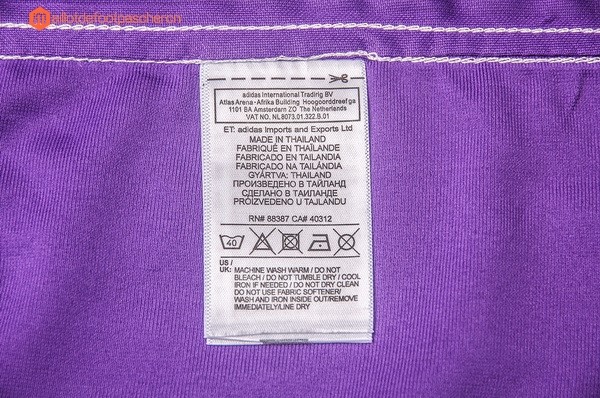 maillotdefootpascher.ch
adidas International Trading BV
Atlas Arena - Afrika Building Hoogoorddreef ga
1101 BA Amsterdam ZO The Netherlands
VAT NO. NL8073.01.322.B.01
ET: adidas Imports and Exports Ltd
MADE IN THAILAND
FABRIQUÉ EN THAÏLANDE
FABRICADO EN TAILANDIA
FABRICADO NA TAILÂNDIA
GYÁRTVA: THAILAND
ПРОИЗВЕДЕНО В ТАЙЛАНД
СДЕЛАНО В ТАИЛАНДЕ
PROIZVEDENO U TAJLANDU
RN# 88387 CA# 40312
40
US /
UK: MACHINE WASH WARM / DO NOT
BLEACH / DO NOT TUMBLE DRY / COOL
IRON IF NEEDED / DO NOT DRY CLEAN
DO NOT USE FABRIC SOFTENER/
WASH AND IRON INSIDE OUT/REMOVE
IMMEDIATELY/LINE DRY